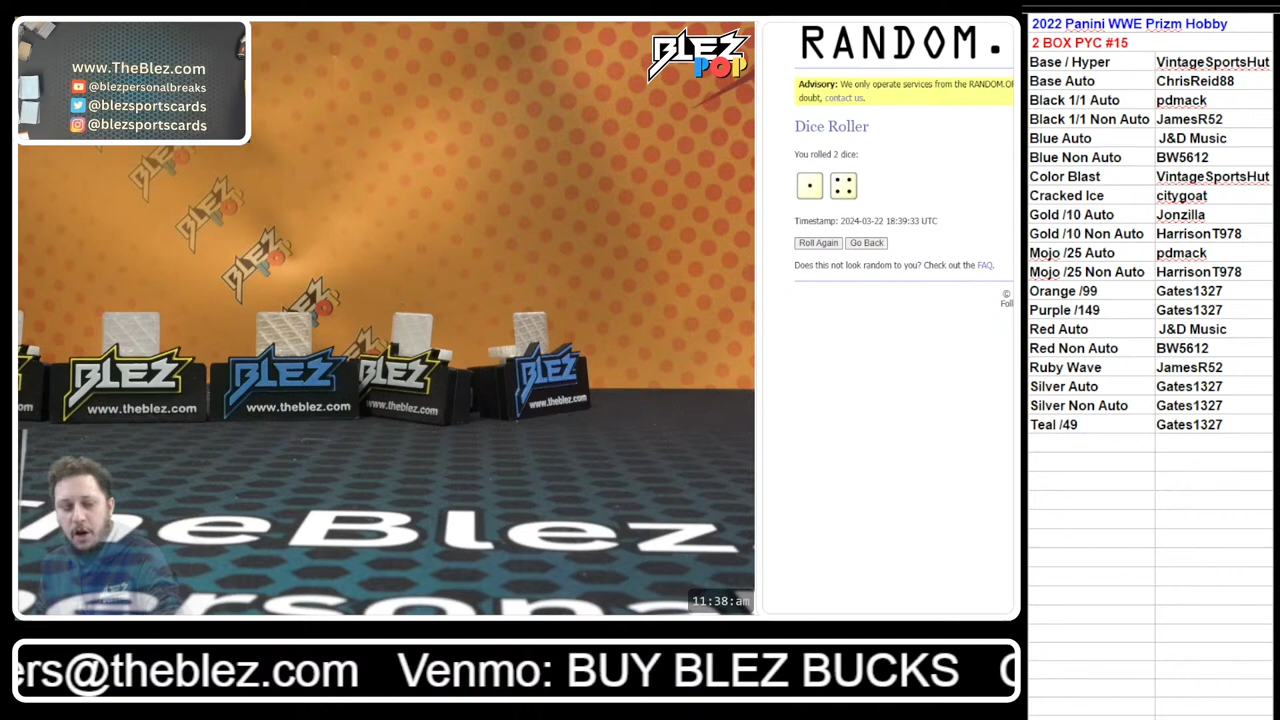 www.TheBlez.com
@blezpersonalbreaks
@blezsportscards
@blezsportscards
BLEZ
POP
BLEZ
www.theblez.com
BLEZ
www.theblez.com
BLEZ
www.theblez.com
BLEZ
www.theblez.com
TheBlez
ersona
11:38:am
RANDOM.
Advisory: We only operate services from the RANDOM.OR
doubt, contact us.
Dice Roller
You rolled 2 dice:
Timestamp: 2024-03-22 18:39:33 UTC
Roll Again Go Back
Does this not look random to you? Check out the FAQ.
©
Foll
2022 Panini WWE Prizm Hobby
2 BOX PYC #15
Base / Hyper VintageSportsHut
Base Auto ChrisReid88
Black 1/1 Auto pdmack
Black 1/1 Non Auto JamesR52
Blue Auto J&D Music
Blue Non Auto BW5612
Color Blast VintageSportsHut
Cracked Ice citygoat
Gold /10 Auto Jonzilla
Gold /10 Non Auto HarrisonT978
Mojo /25 Auto pdmack
Mojo /25 Non Auto HarrisonT978
Orange /99 Gates1327
Purple /149 Gates1327
Red Auto J&D Music
Red Non Auto BW5612
Ruby Wave JamesR52
Silver Auto Gates1327
Silver Non Auto Gates1327
Teal /49 Gates1327
ers@theblez.com Venmo: BUY BLEZ BUCKS